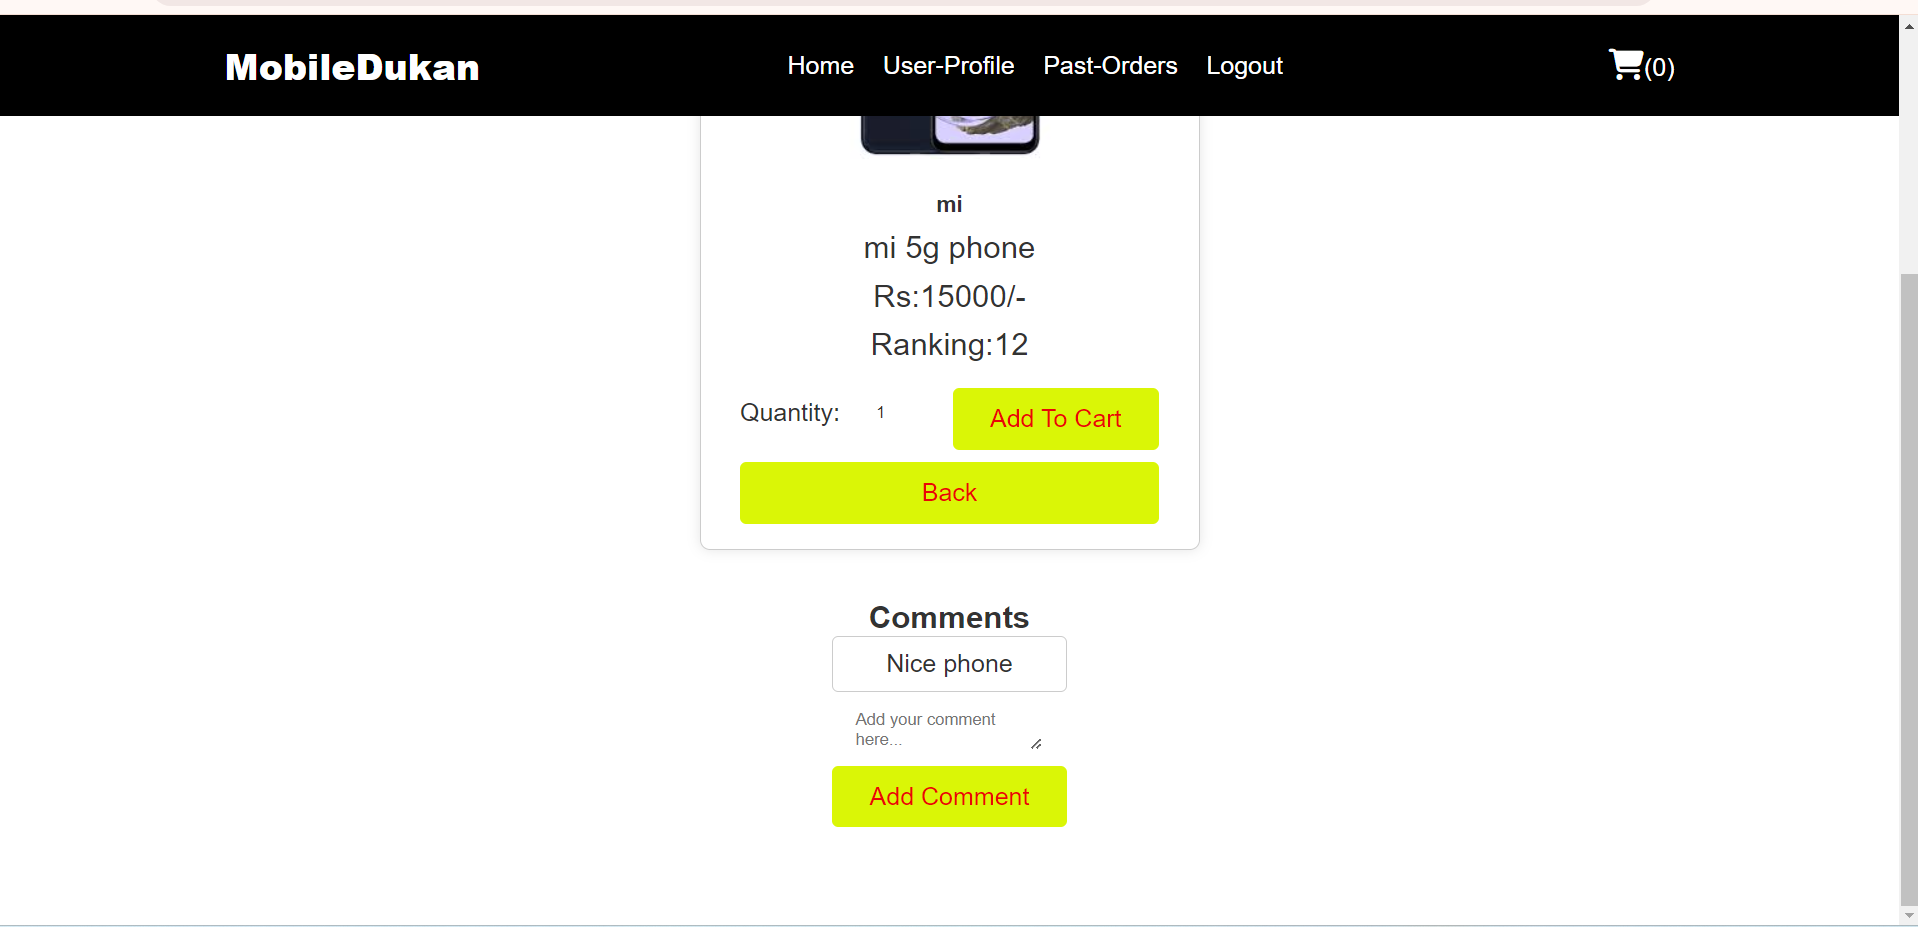 MobileDukan
Home User-Profile Past-Orders Logout
(0)
mi
mi 5g phone
Rs:15000/-
Ranking:12
Quantity: 1 Add To Cart
Back
Comments
Nice phone
Add your comment
here...
Add Comment